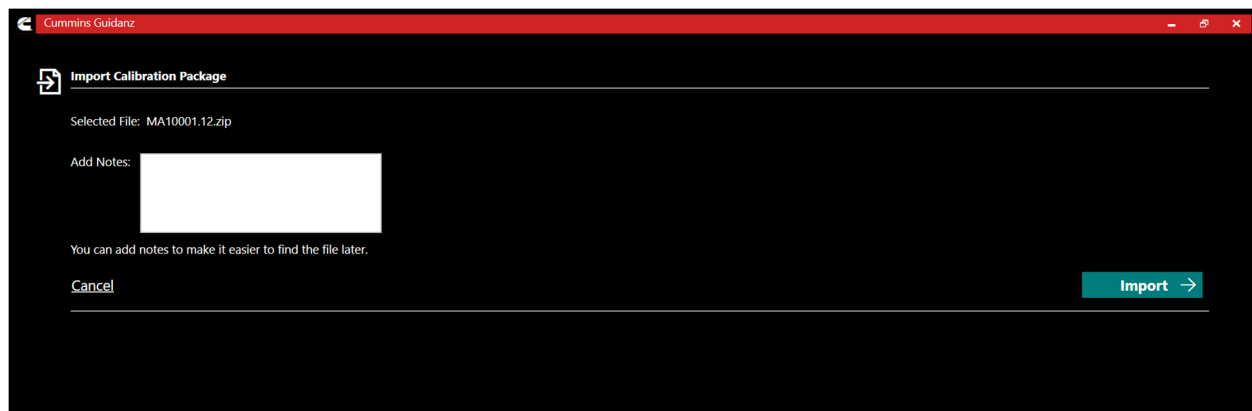 Cummins Guidanz
Import Calibration Package
Selected File: MA10001.12.zip
Add Notes:
You can add notes to make it easier to find the file later.
Cancel
Import